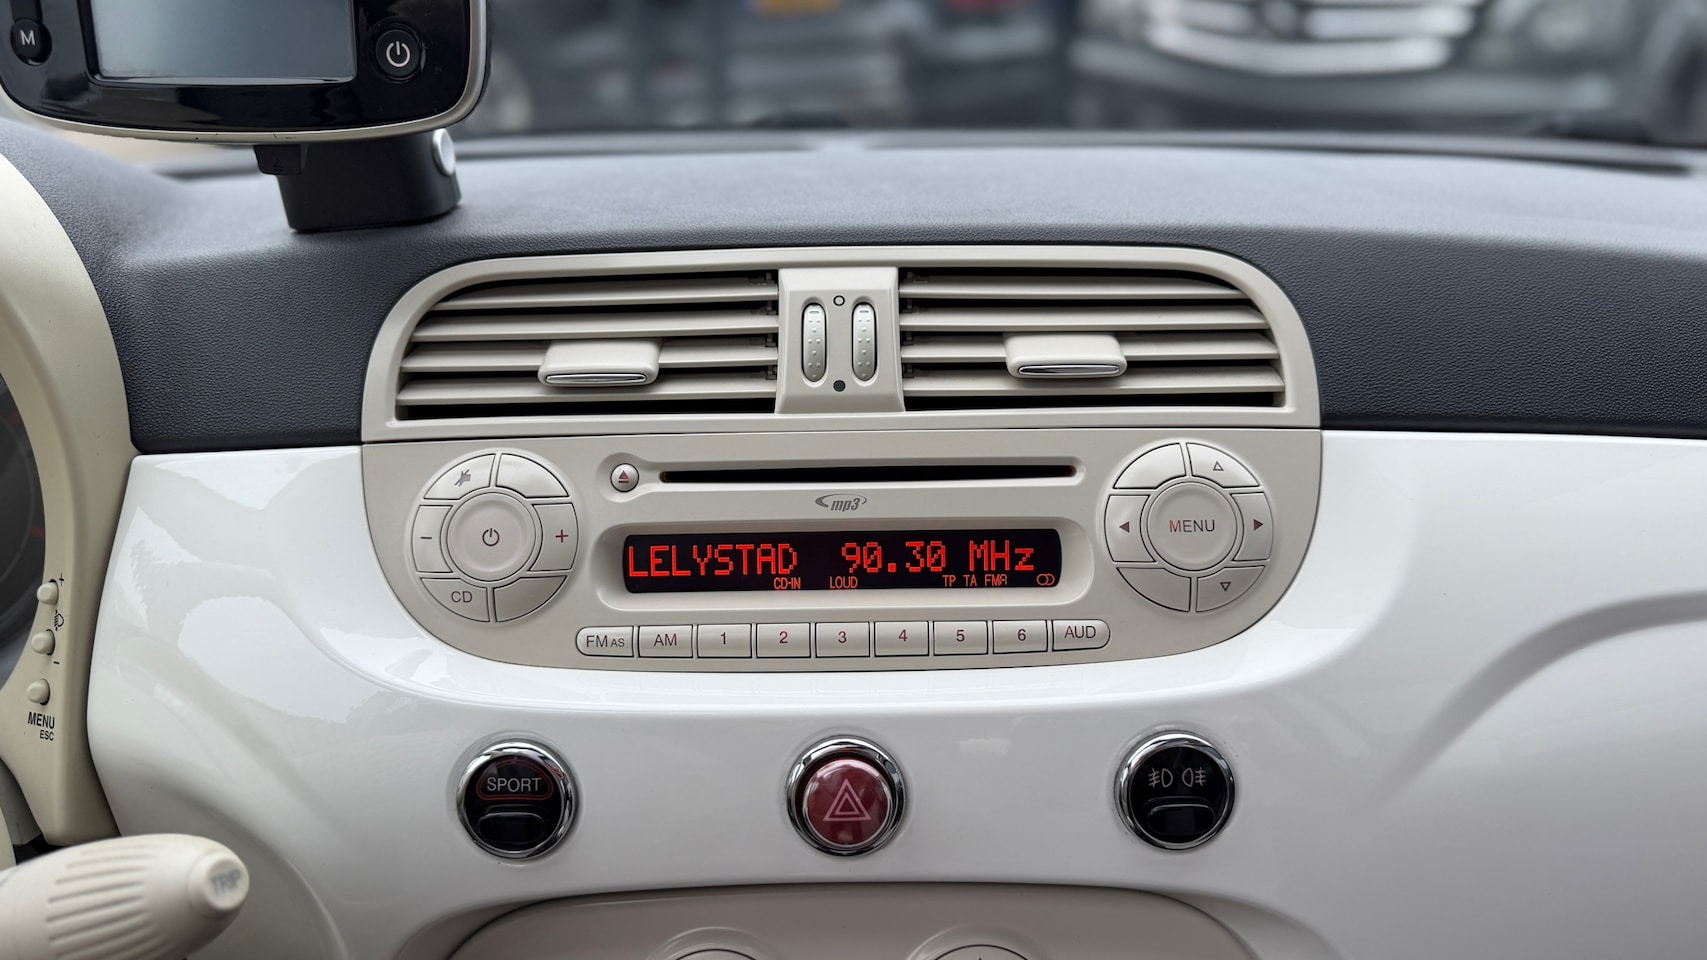 M
mp3
MENU
LELYSTAD 90.30 MHz
CD-IN LOUD TP TA FMR
CD
FM AS AM 1 2 3 4 5 6 AUD
MENU
ESC
SPORT
TRIP